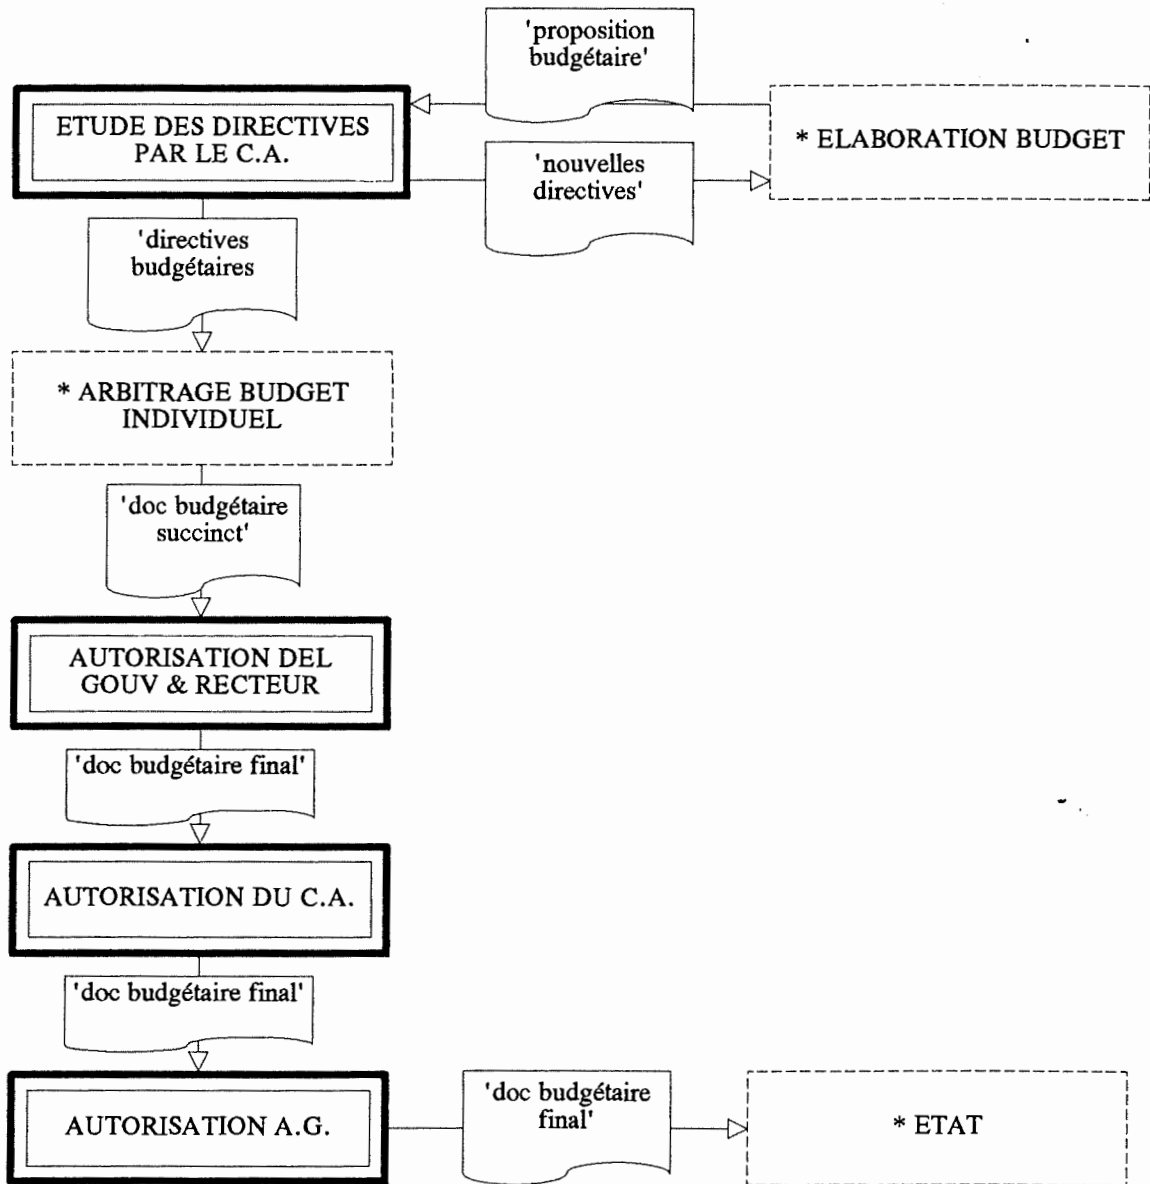 'proposition
budgétaire'
ETUDE DES DIRECTIVES
PAR LE C.A.
* ELABORATION BUDGET
'nouvelles
directives'
'directives
budgétaires
* ARBITRAGE BUDGET
INDIVIDUEL
'doc budgétaire
succinct'
AUTORISATION DEL
GOUV & RECTEUR
'doc budgétaire final'
AUTORISATION DU C.A.
'doc budgétaire final'
AUTORISATION A.G.
'doc budgétaire
final'
* ETAT